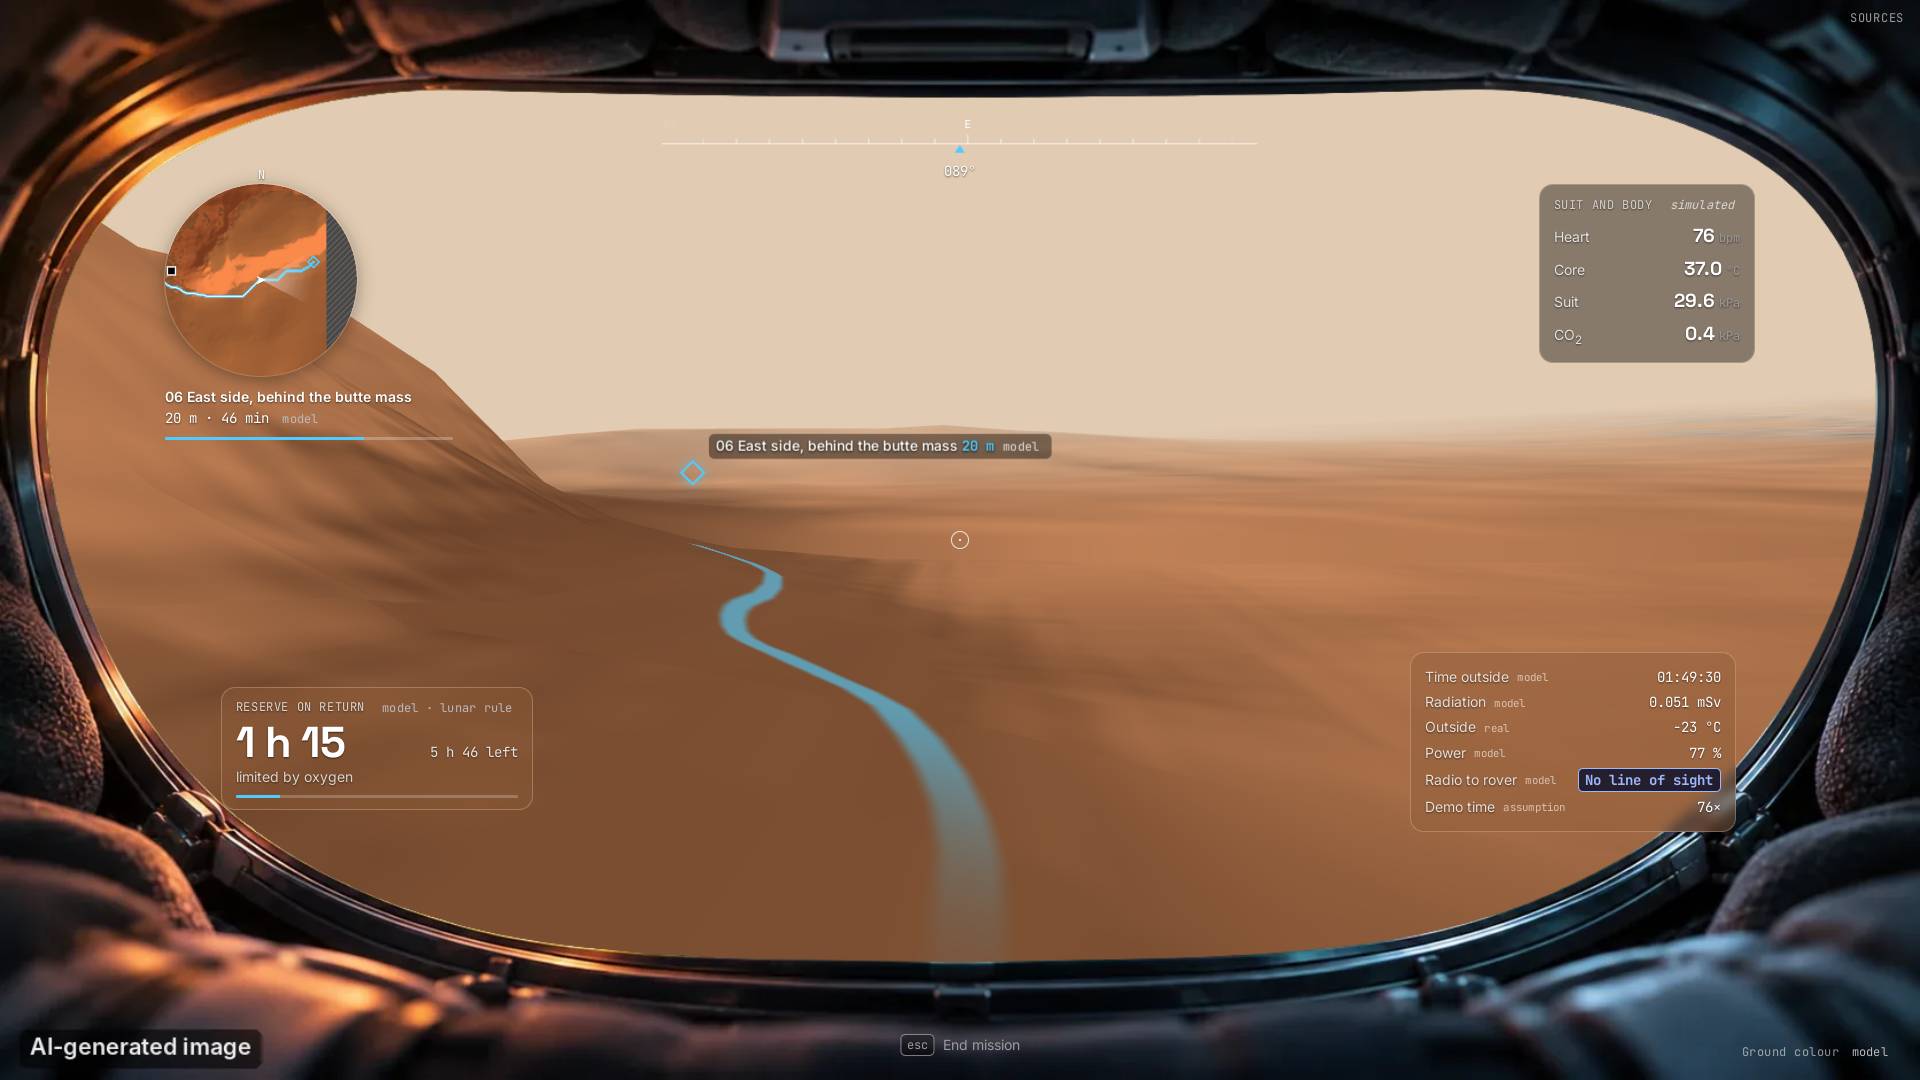 SOURCES
E
089°
N
06 East side, behind the butte mass
20 m · 46 min model
06 East side, behind the butte mass 20 m model
SUIT AND BODY simulated
Heart 76 bpm
Core 37.0 °C
Suit 29.6 kPa
CO2 0.4 kPa
RESERVE ON RETURN model · lunar rule
1 h 15 5 h 46 left
limited by oxygen
Time outside model 01:49:30
Radiation model 0.051 mSv
Outside real -23 °C
Power model 77 %
Radio to rover model No line of sight
Demo time assumption 76×
AI-generated image
esc End mission
Ground colour model